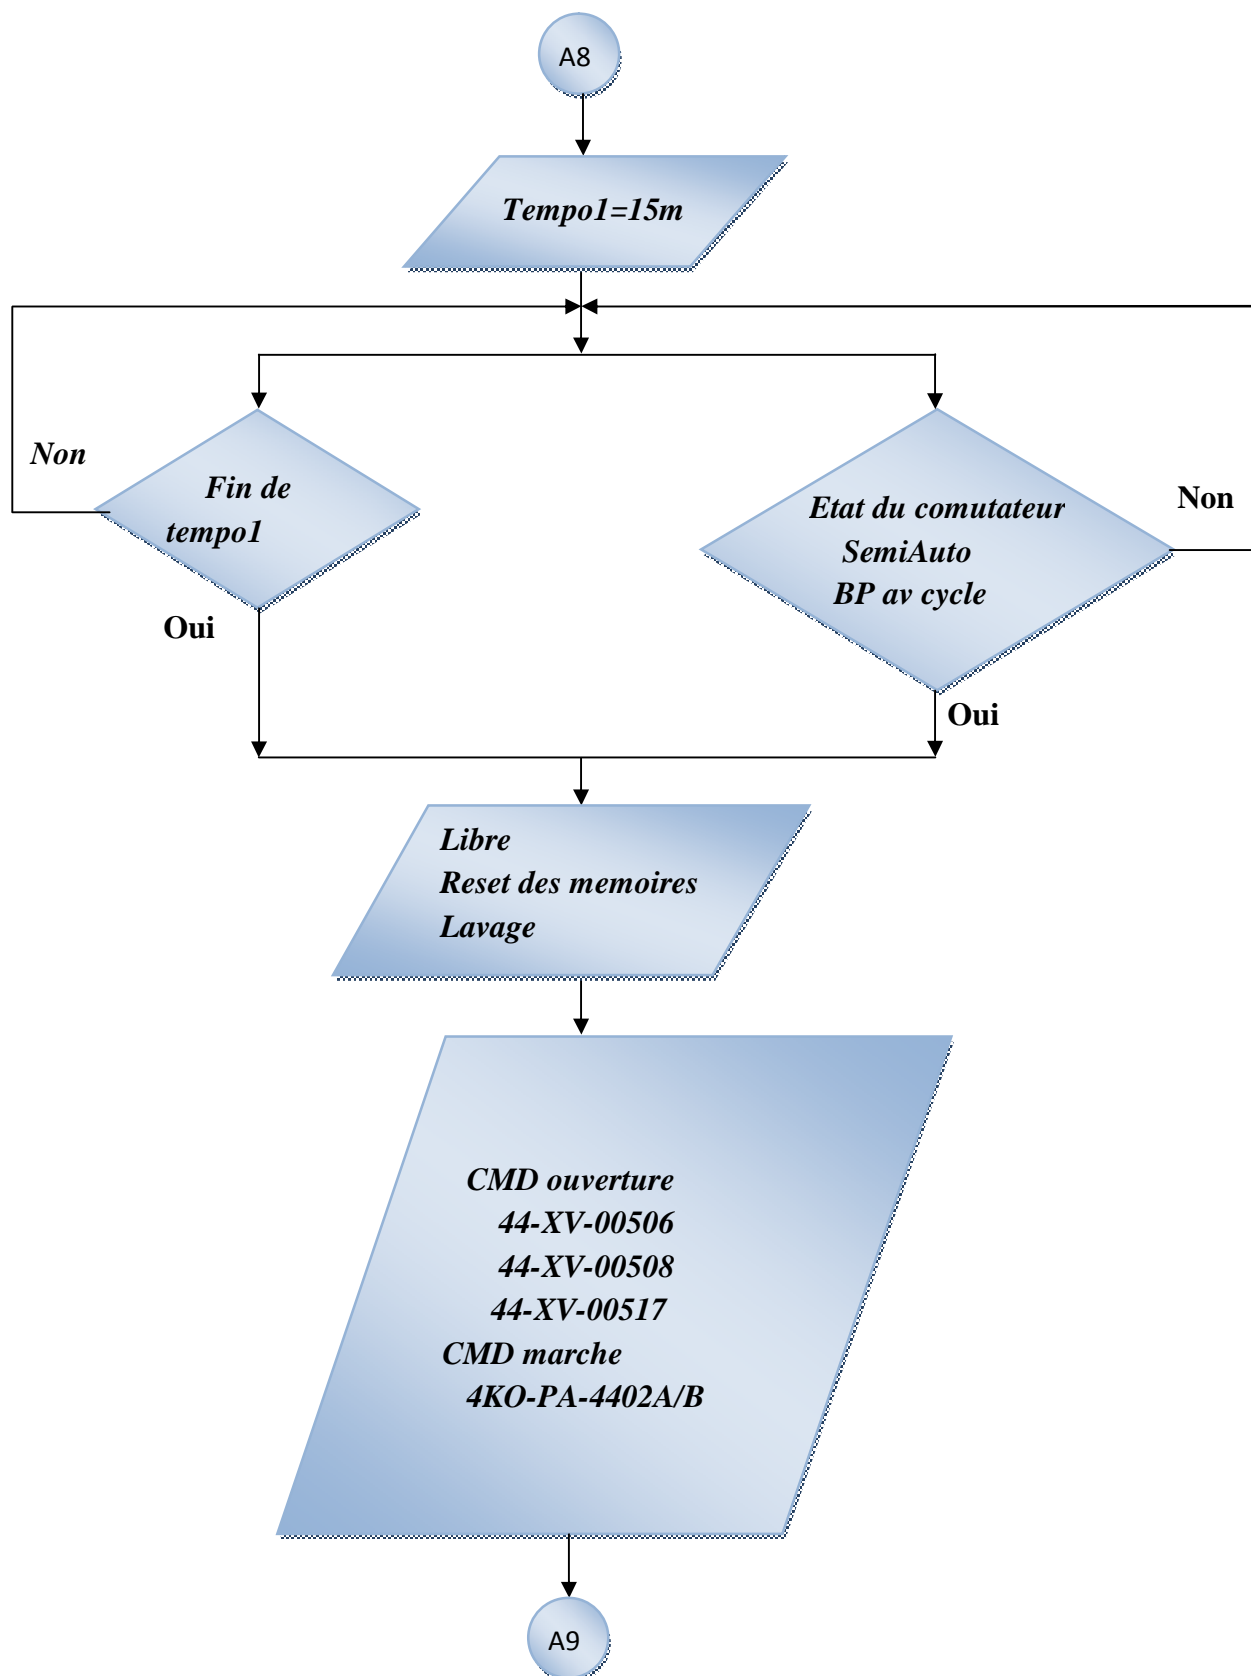 A8
Tempo1=15m
Non
Fin de
tempo1
Etat du comutateur
SemiAuto
BP av cycle
Non
Oui
Oui
Libre
Reset des memoires
Lavage
CMD ouverture
44-XV-00506
44-XV-00508
44-XV-00517
CMD marche
4KO-PA-4402A/B
A9